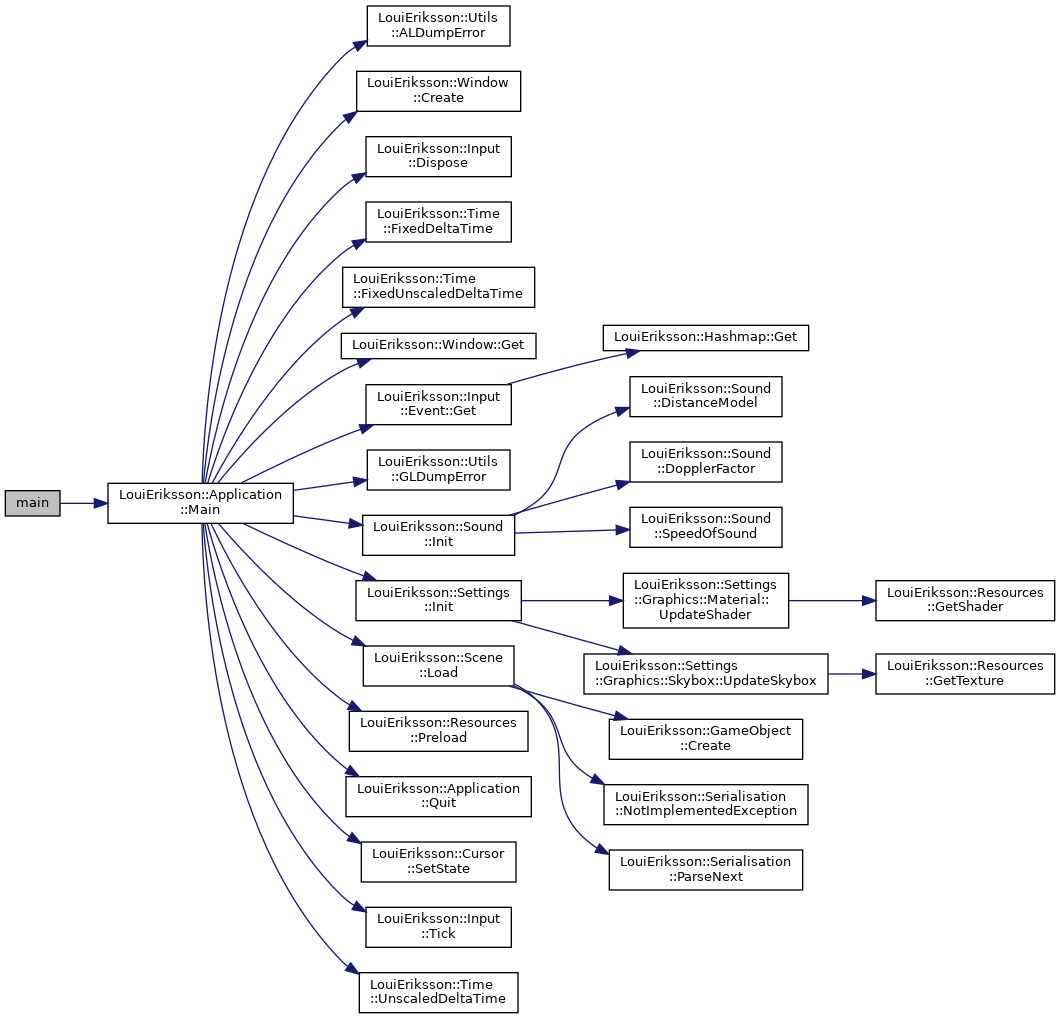 main
LouiEriksson::Application
::Main
LouiEriksson::Utils
::ALDumpError
LouiEriksson::Window
::Create
LouiEriksson::Input
::Dispose
LouiEriksson::Time
::FixedDeltaTime
LouiEriksson::Time
::FixedUnscaledDeltaTime
LouiEriksson::Window::Get
LouiEriksson::Input
::Event::Get
LouiEriksson::Utils
::GLDumpError
LouiEriksson::Sound
::Init
LouiEriksson::Settings
::Init
LouiEriksson::Scene
::Load
LouiEriksson::Resources
::Preload
LouiEriksson::Application
::Quit
LouiEriksson::Cursor
::SetState
LouiEriksson::Input
::Tick
LouiEriksson::Time
::UnscaledDeltaTime
LouiEriksson::Hashmap::Get
LouiEriksson::Sound
::DistanceModel
LouiEriksson::Sound
::DopplerFactor
LouiEriksson::Sound
::SpeedOfSound
LouiEriksson::Settings
::Graphics::Material::
UpdateShader
LouiEriksson::Settings
::Graphics::Skybox::UpdateSkybox
LouiEriksson::GameObject
::Create
LouiEriksson::Serialisation
::NotImplementedException
LouiEriksson::Serialisation
::ParseNext
LouiEriksson::Resources
::GetShader
LouiEriksson::Resources
::GetTexture